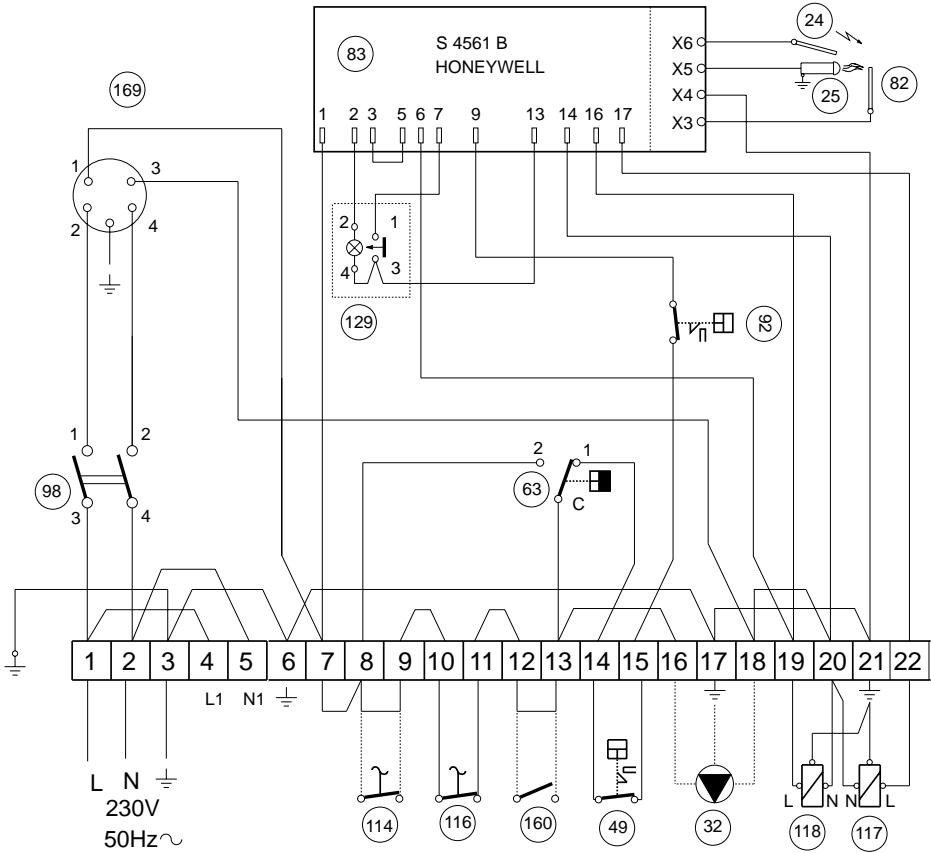 S 4561 B
HONEYWELL
83
X6
X5
X4
X3
24
25
82
169
1 2 3 5 6 7 9 13 14 16 17
1 3
2 4
2 1
4 3
129
92
1 2
98
3 4
2 1
63
C
1 2 3 4 5 6 7 8 9 10 11 12 13 14 15 16 17 18 19 20 21 22
L1 N1
L N
230V
50Hz
L N N L
114 116 160 49 32 118 117